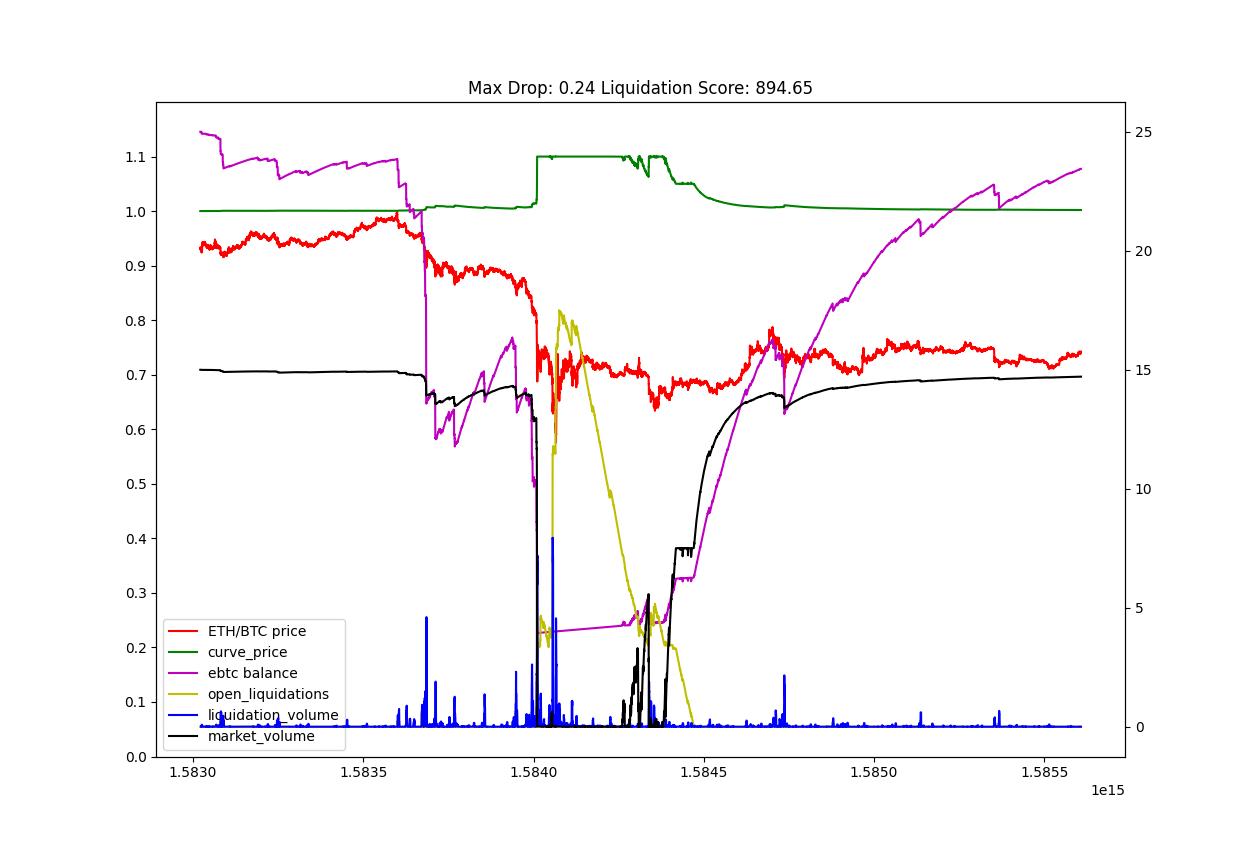 Max Drop: 0.24 Liquidation Score: 894.65
1.1
1.0
0.9
0.8
0.7
0.6
0.5
0.4
0.3
0.2
0.1
0.0
25
20
15
10
5
0
ETH/BTC price
curve_price
ebtc balance
open_liquidations
liquidation_volume
market_volume
1.5830 1.5835 1.5840 1.5845 1.5850 1.5855
1e15